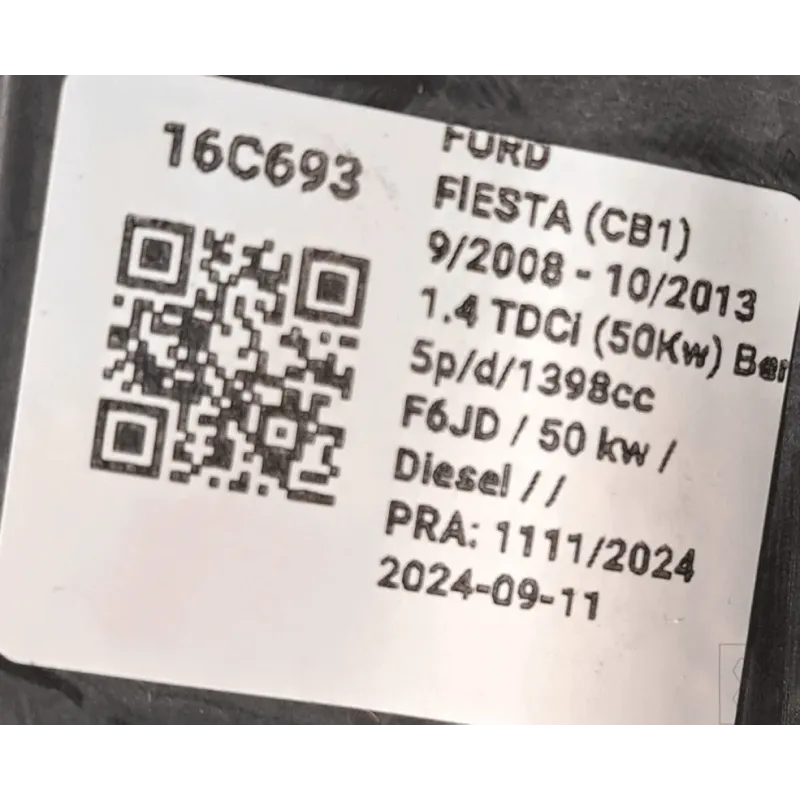 16C693
FORD
FIESTA (CB1)
9/2008 - 10/2013
1.4 TDCi (50Kw) Ber
5p/d/1398cc
F6JD / 50 kw /
Diesel / /
PRA: 1111/2024
2024-09-11